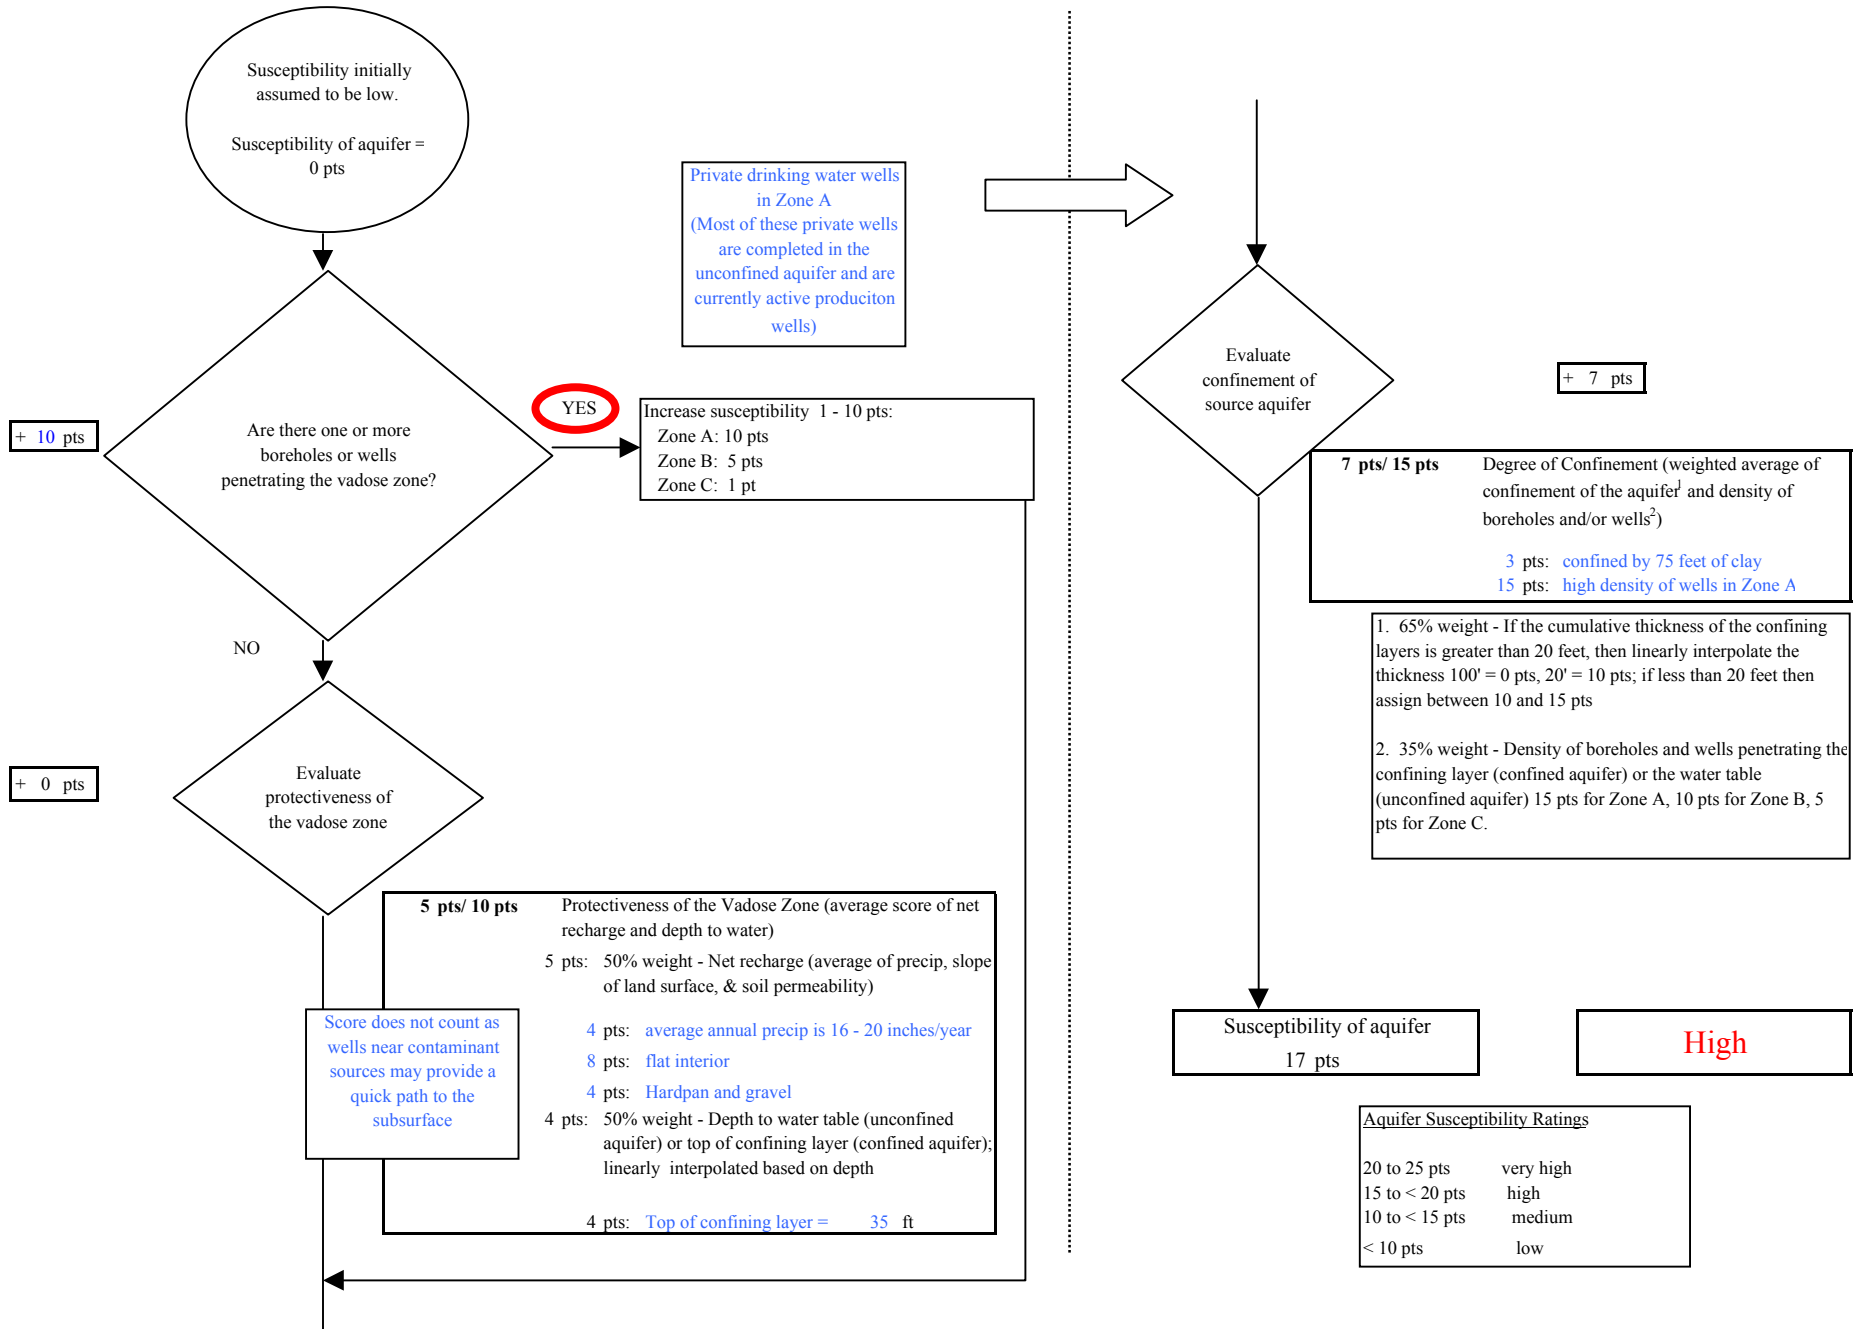 Susceptibility initially
assumed to be low.
Susceptibility of aquifer =
0 pts
Private drinking water wells
in Zone A
(Most of these private wells
are completed in the
unconfined aquifer and are
currently active produciton
wells)
YES
Increase susceptibility 1 - 10 pts:
Zone A: 10 pts
Zone B: 5 pts
Zone C: 1 pt
+ 10 pts
Are there one or more
boreholes or wells
penetrating the vadose zone?
NO
+ 0 pts
Evaluate
protectiveness of
the vadose zone
5 pts/ 10 pts Protectiveness of the Vadose Zone (average score of net
recharge and depth to water)
5 pts: 50% weight - Net recharge (average of precip, slope
of land surface, & soil permeability)
4 pts: average annual precip is 16 - 20 inches/year
8 pts: flat interior
4 pts: Hardpan and gravel
4 pts: 50% weight - Depth to water table (unconfined
aquifer) or top of confining layer (confined aquifer);
linearly interpolated based on depth
4 pts: Top of confining layer = 35 ft
Score does not count as
wells near contaminant
sources may provide a
quick path to the
subsurface
Evaluate
confinement of
source aquifer
+ 7 pts
7 pts/ 15 pts Degree of Confinement (weighted average of
confinement of the aquifer1 and density of
boreholes and/or wells2)
3 pts: confined by 75 feet of clay
15 pts: high density of wells in Zone A
1. 65% weight - If the cumulative thickness of the confining
layers is greater than 20 feet, then linearly interpolate the
thickness 100' = 0 pts, 20' = 10 pts; if less than 20 feet then
assign between 10 and 15 pts
2. 35% weight - Density of boreholes and wells penetrating the
confining layer (confined aquifer) or the water table
(unconfined aquifer) 15 pts for Zone A, 10 pts for Zone B, 5
pts for Zone C.
Susceptibility of aquifer
17 pts
High
Aquifer Susceptibility Ratings
20 to 25 pts very high
15 to < 20 pts high
10 to < 15 pts medium
< 10 pts low